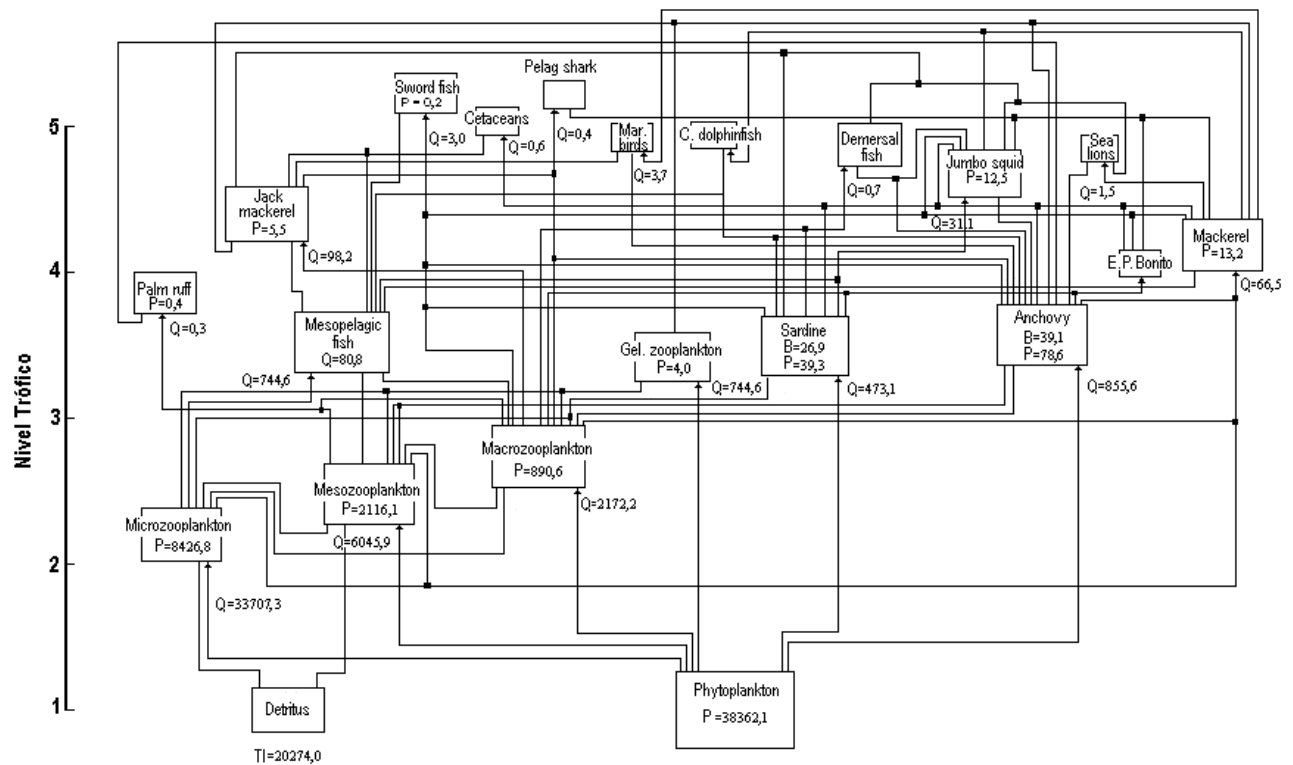 Pelag shark
Sword fish
P = 0,2
Cetaceans
Q=3,0
Q=0,6
Q=0,4
Mar.
birds
Q=3,7
C. dolphinfish
Demersal
fish
Q=0,7
Jumbo squid
P=12,5
Q=31,1
Sea
lions
Q=1,5
5
Jack
mackerel
P=5,5
Q=98,2
Mackerel
P=13,2
Q=66,5
E.P. Bonito
4
Palm ruff
P=0,4
Q=0,3
Mesopelagic
fish
Q=80,8
Q=744,6
Gel. zooplankton
P=4,0
Q=744,6
Sardine
B=26,9
P=39,3
Q=473,1
Anchovy
B=39,1
P=78,6
Q=855,6
Nivel Trófico
3
Macrozooplankton
P=890,6
Q=2172,2
Mesozooplankton
P=2116,1
Q=6045,9
Microzooplankton
P=8426,8
Q=33707,3
2
Phytoplankton
P =38362,1
1
Detritus
TI=20274,0